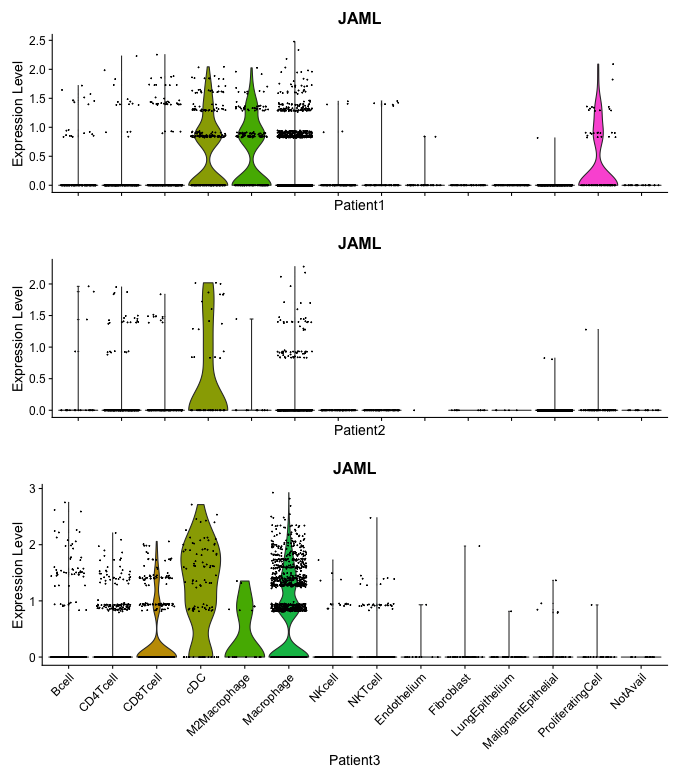 JAML
Expression Level
2.5
2.0
1.5
1.0
0.5
0.0
Patient1
JAML
Expression Level
2.0
1.5
1.0
0.5
0.0
Patient2
JAML
Expression Level
3
2
1
0
Bcell
CD4Tcell
CD8Tcell
cDC
M2Macrophage
Macrophage
NKcell
NKTcell
Endothelium
Fibroblast
LungEpithelium
MalignantEpithelial
ProliferatingCell
NotAvail
Patient3